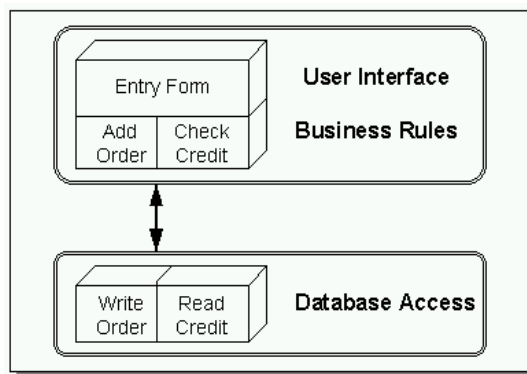 Entry Form
User Interface
Add Order
Check Credit
Business Rules
Write Order
Read Credit
Database Access